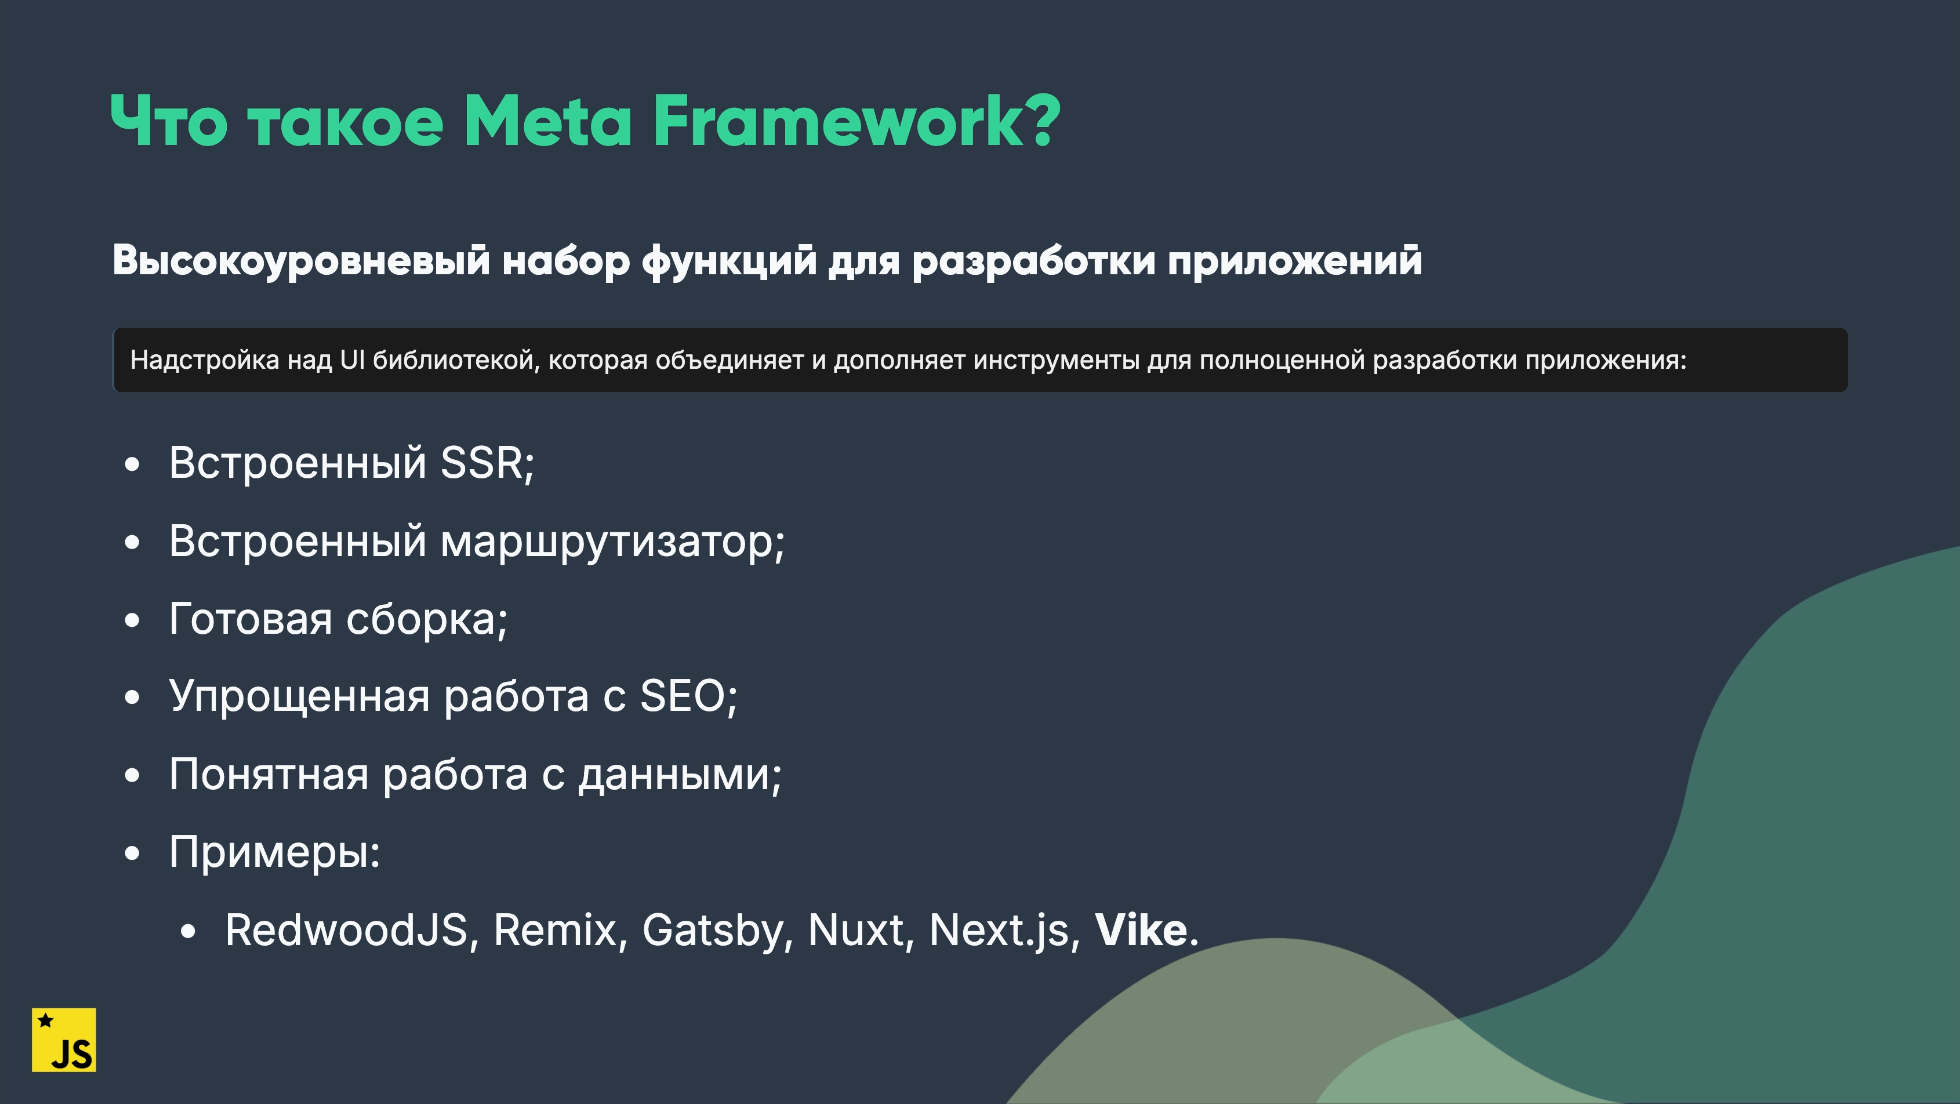 Что такое Meta Framework?
Высокоуровневый набор функций для разработки приложений
Надстройка над UI библиотекой, которая объединяет и дополняет инструменты для полноценной разработки приложения:
• Встроенный SSR;
• Встроенный маршрутизатор;
• Готовая сборка;
• Упрощенная работа с SEO;
• Понятная работа с данными;
• Примеры:
• RedwoodJS, Remix, Gatsby, Nuxt, Next.js, Vike.
JS